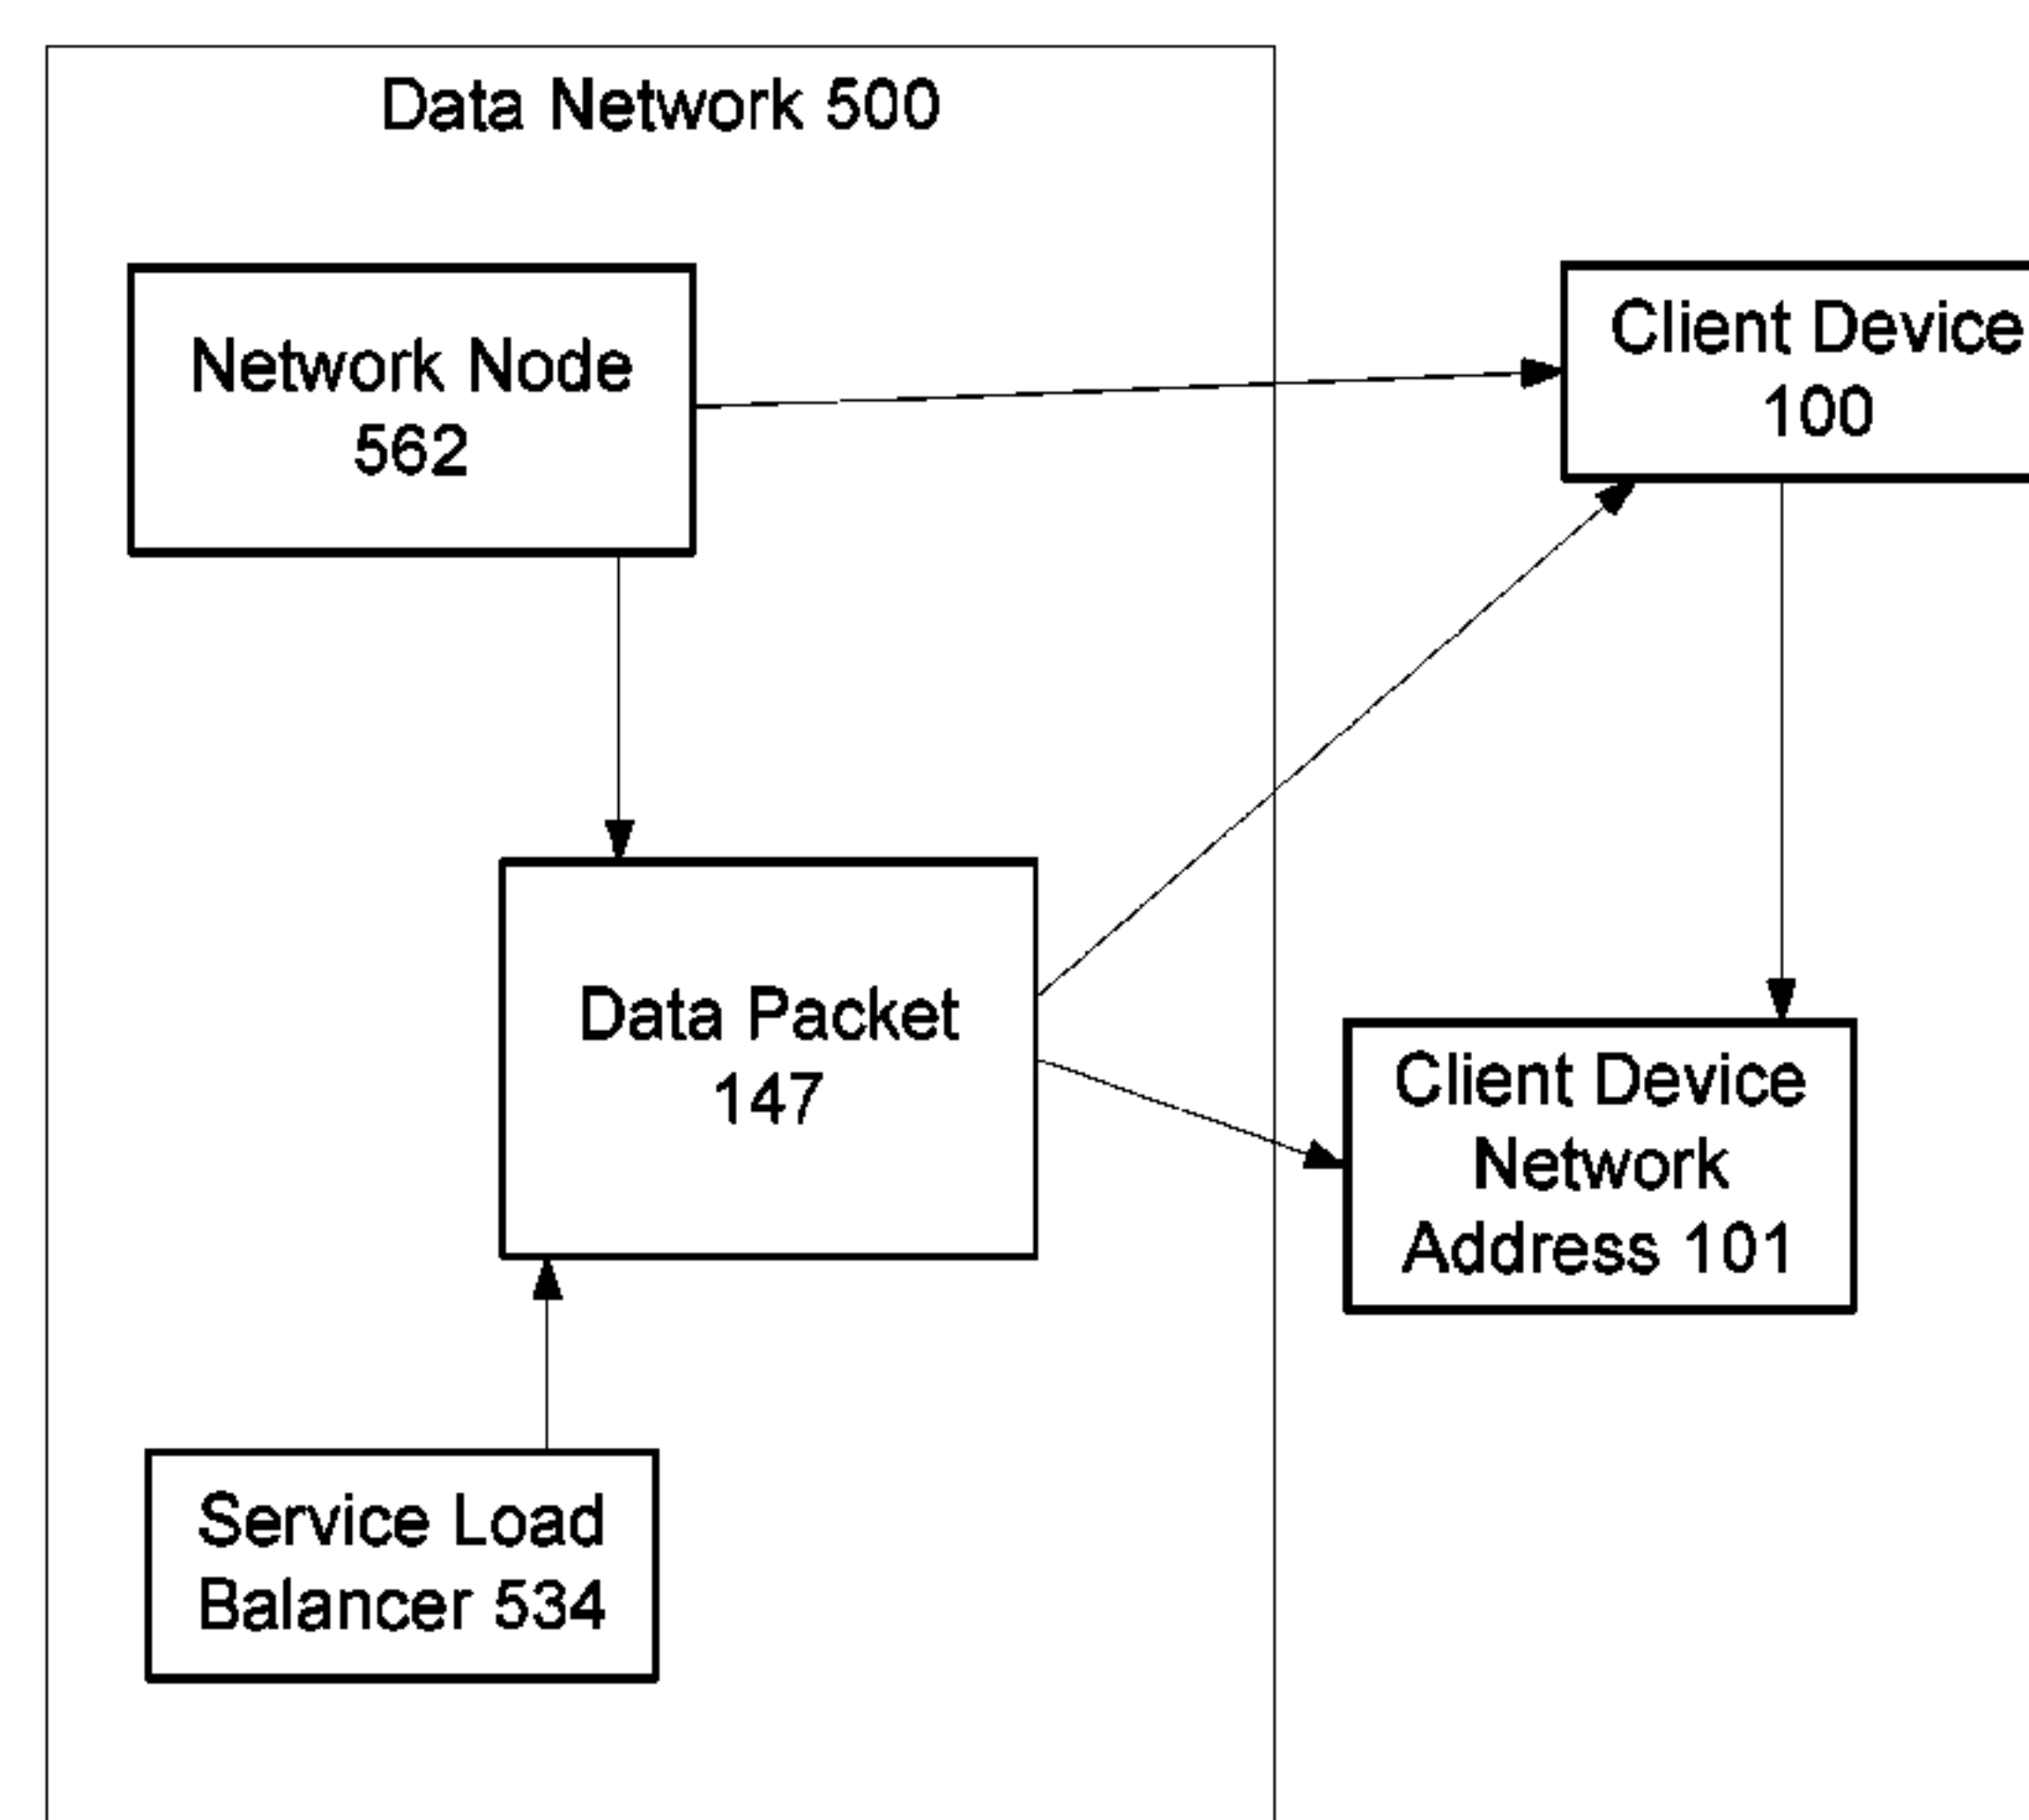 Data Network 500
Network Node
562
Client Device
100
Data Packet
147
Client Device
Network
Address 101
Service Load
Balancer 534